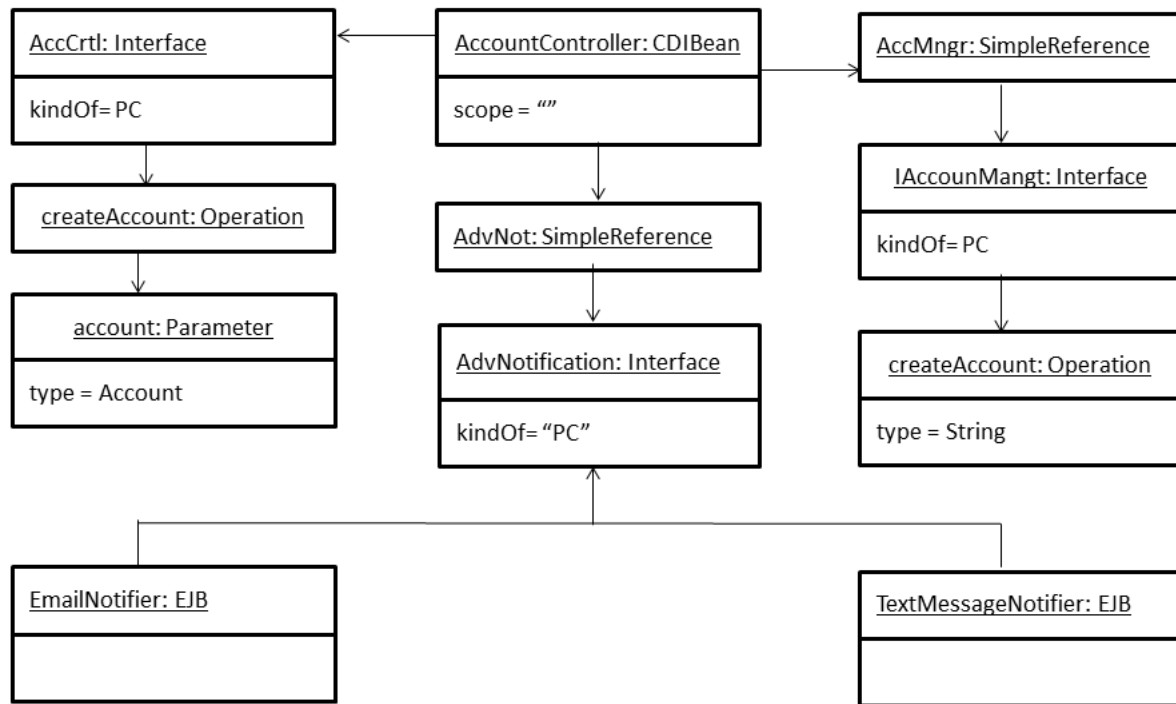 AccCrtl: Interface
kindOf= PC
AccountController: CDIBean
scope = “”
AccMngr: SimpleReference
createAccount: Operation
account: Parameter
type = Account
AdvNot: SimpleReference
AdvNotification: Interface
kindOf= “PC”
IAccounMangt: Interface
kindOf= PC
createAccount: Operation
type = String
EmailNotifier: EJB
TextMessageNotifier: EJB